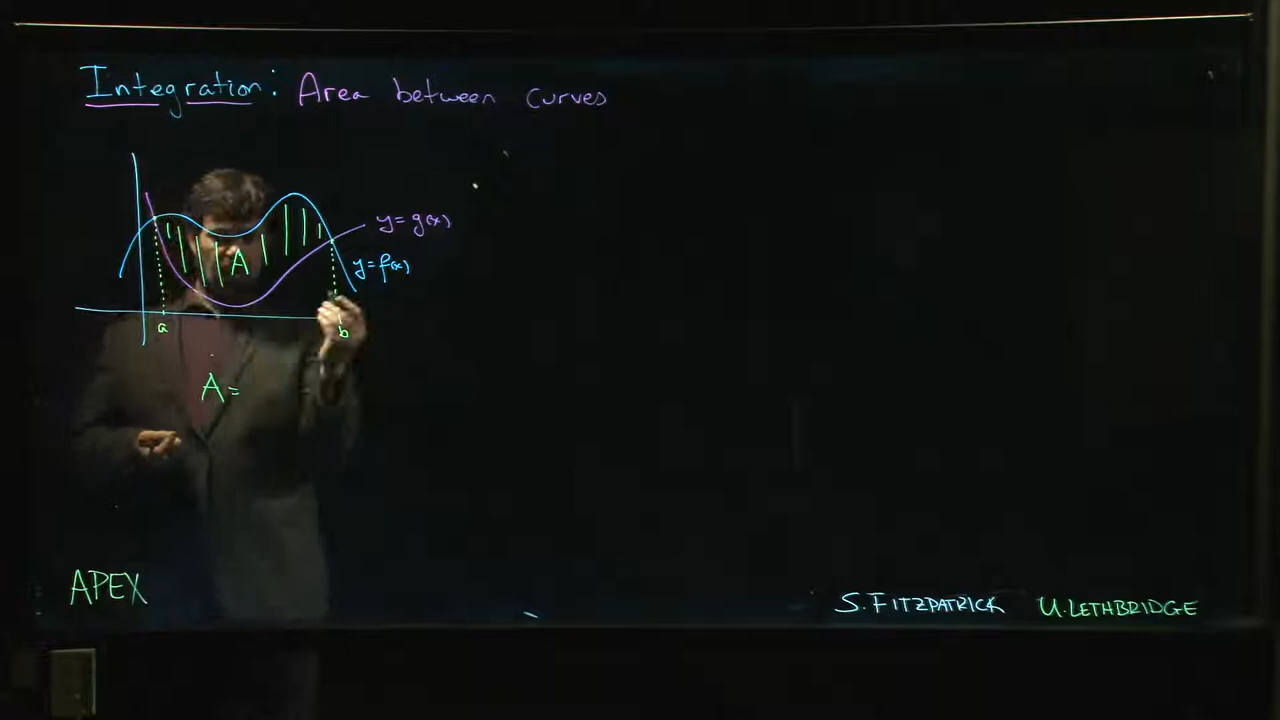 Integration: Area between curves
y=g(x)
A
y=f(x)
a
b
A=
APEX
S. FITZPATRICK U. LETHBRIDGE